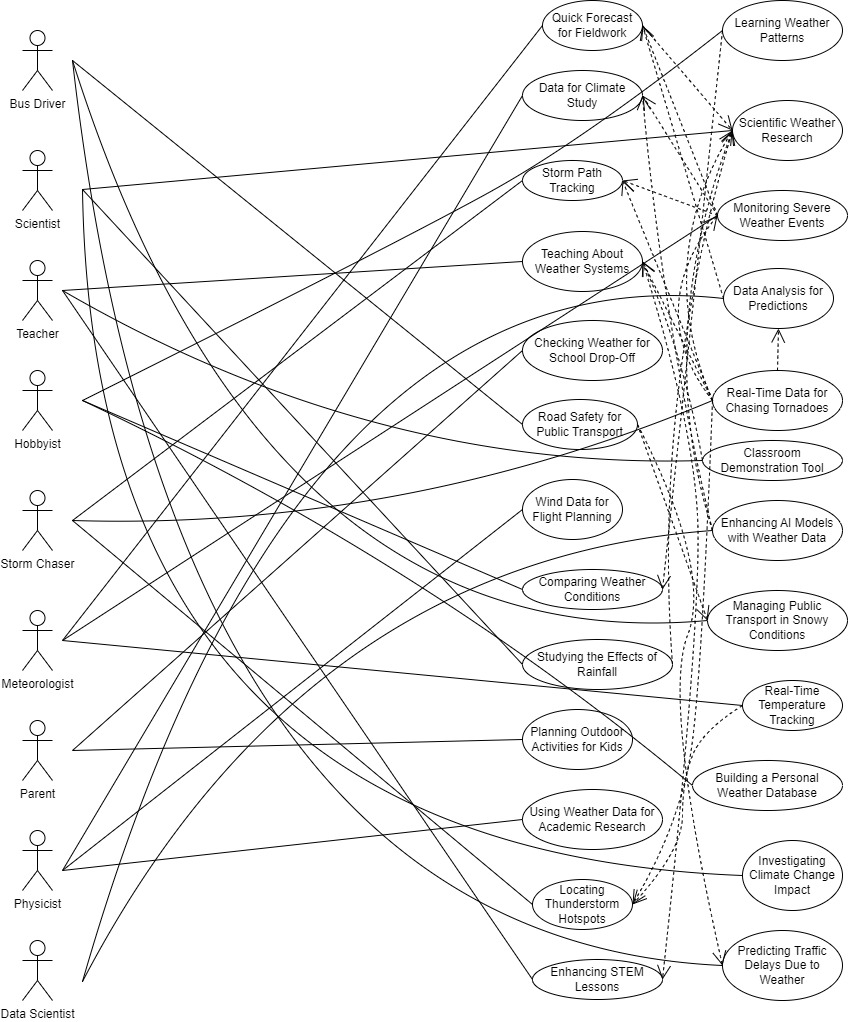 Bus Driver
Scientist
Teacher
Hobbyist
Storm Chaser
Meteorologist
Parent
Physicist
Data Scientist
Quick Forecast
for Fieldwork
Data for Climate
Study
Storm Path
Tracking
Teaching About
Weather Systems
Checking Weather for
School Drop-Off
Road Safety for
Public Transport
Wind Data for
Flight Planning
Comparing Weather
Conditions
Studying the Effects of
Rainfall
Planning Outdoor
Activities for Kids
Using Weather Data for
Academic Research
Locating
Thunderstorm
Hotspots
Enhancing STEM
Lessons
Learning Weather
Patterns
Scientific Weather
Research
Monitoring Severe
Weather Events
Data Analysis for
Predictions
Real-Time Data for
Chasing Tornadoes
Classroom
Demonstration Tool
Enhancing AI Models
with Weather Data
Managing Public
Transport in Snowy
Conditions
Real-Time
Temperature
Tracking
Building a Personal
Weather Database
Investigating
Climate Change
Impact
Predicting Traffic
Delays Due to
Weather